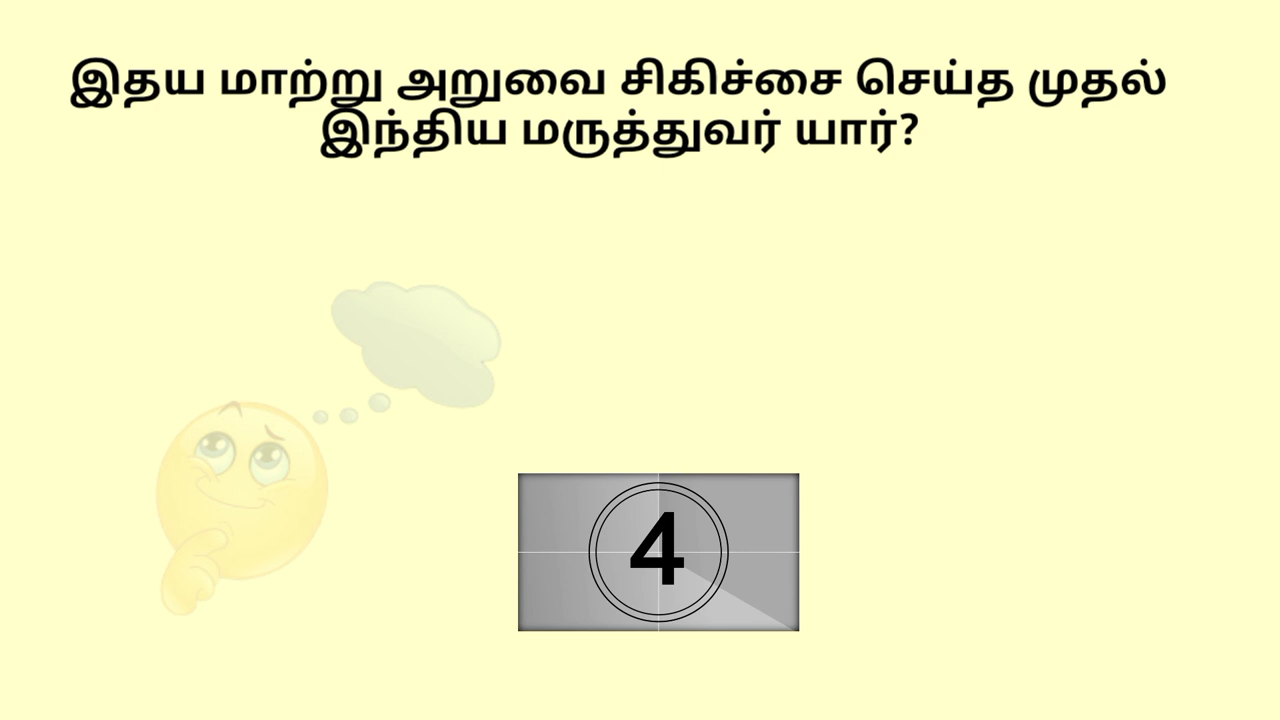 இதய மாற்று அறுவை சிகிச்சை செய்த முதல்
இந்திய மருத்துவர் யார்?
4